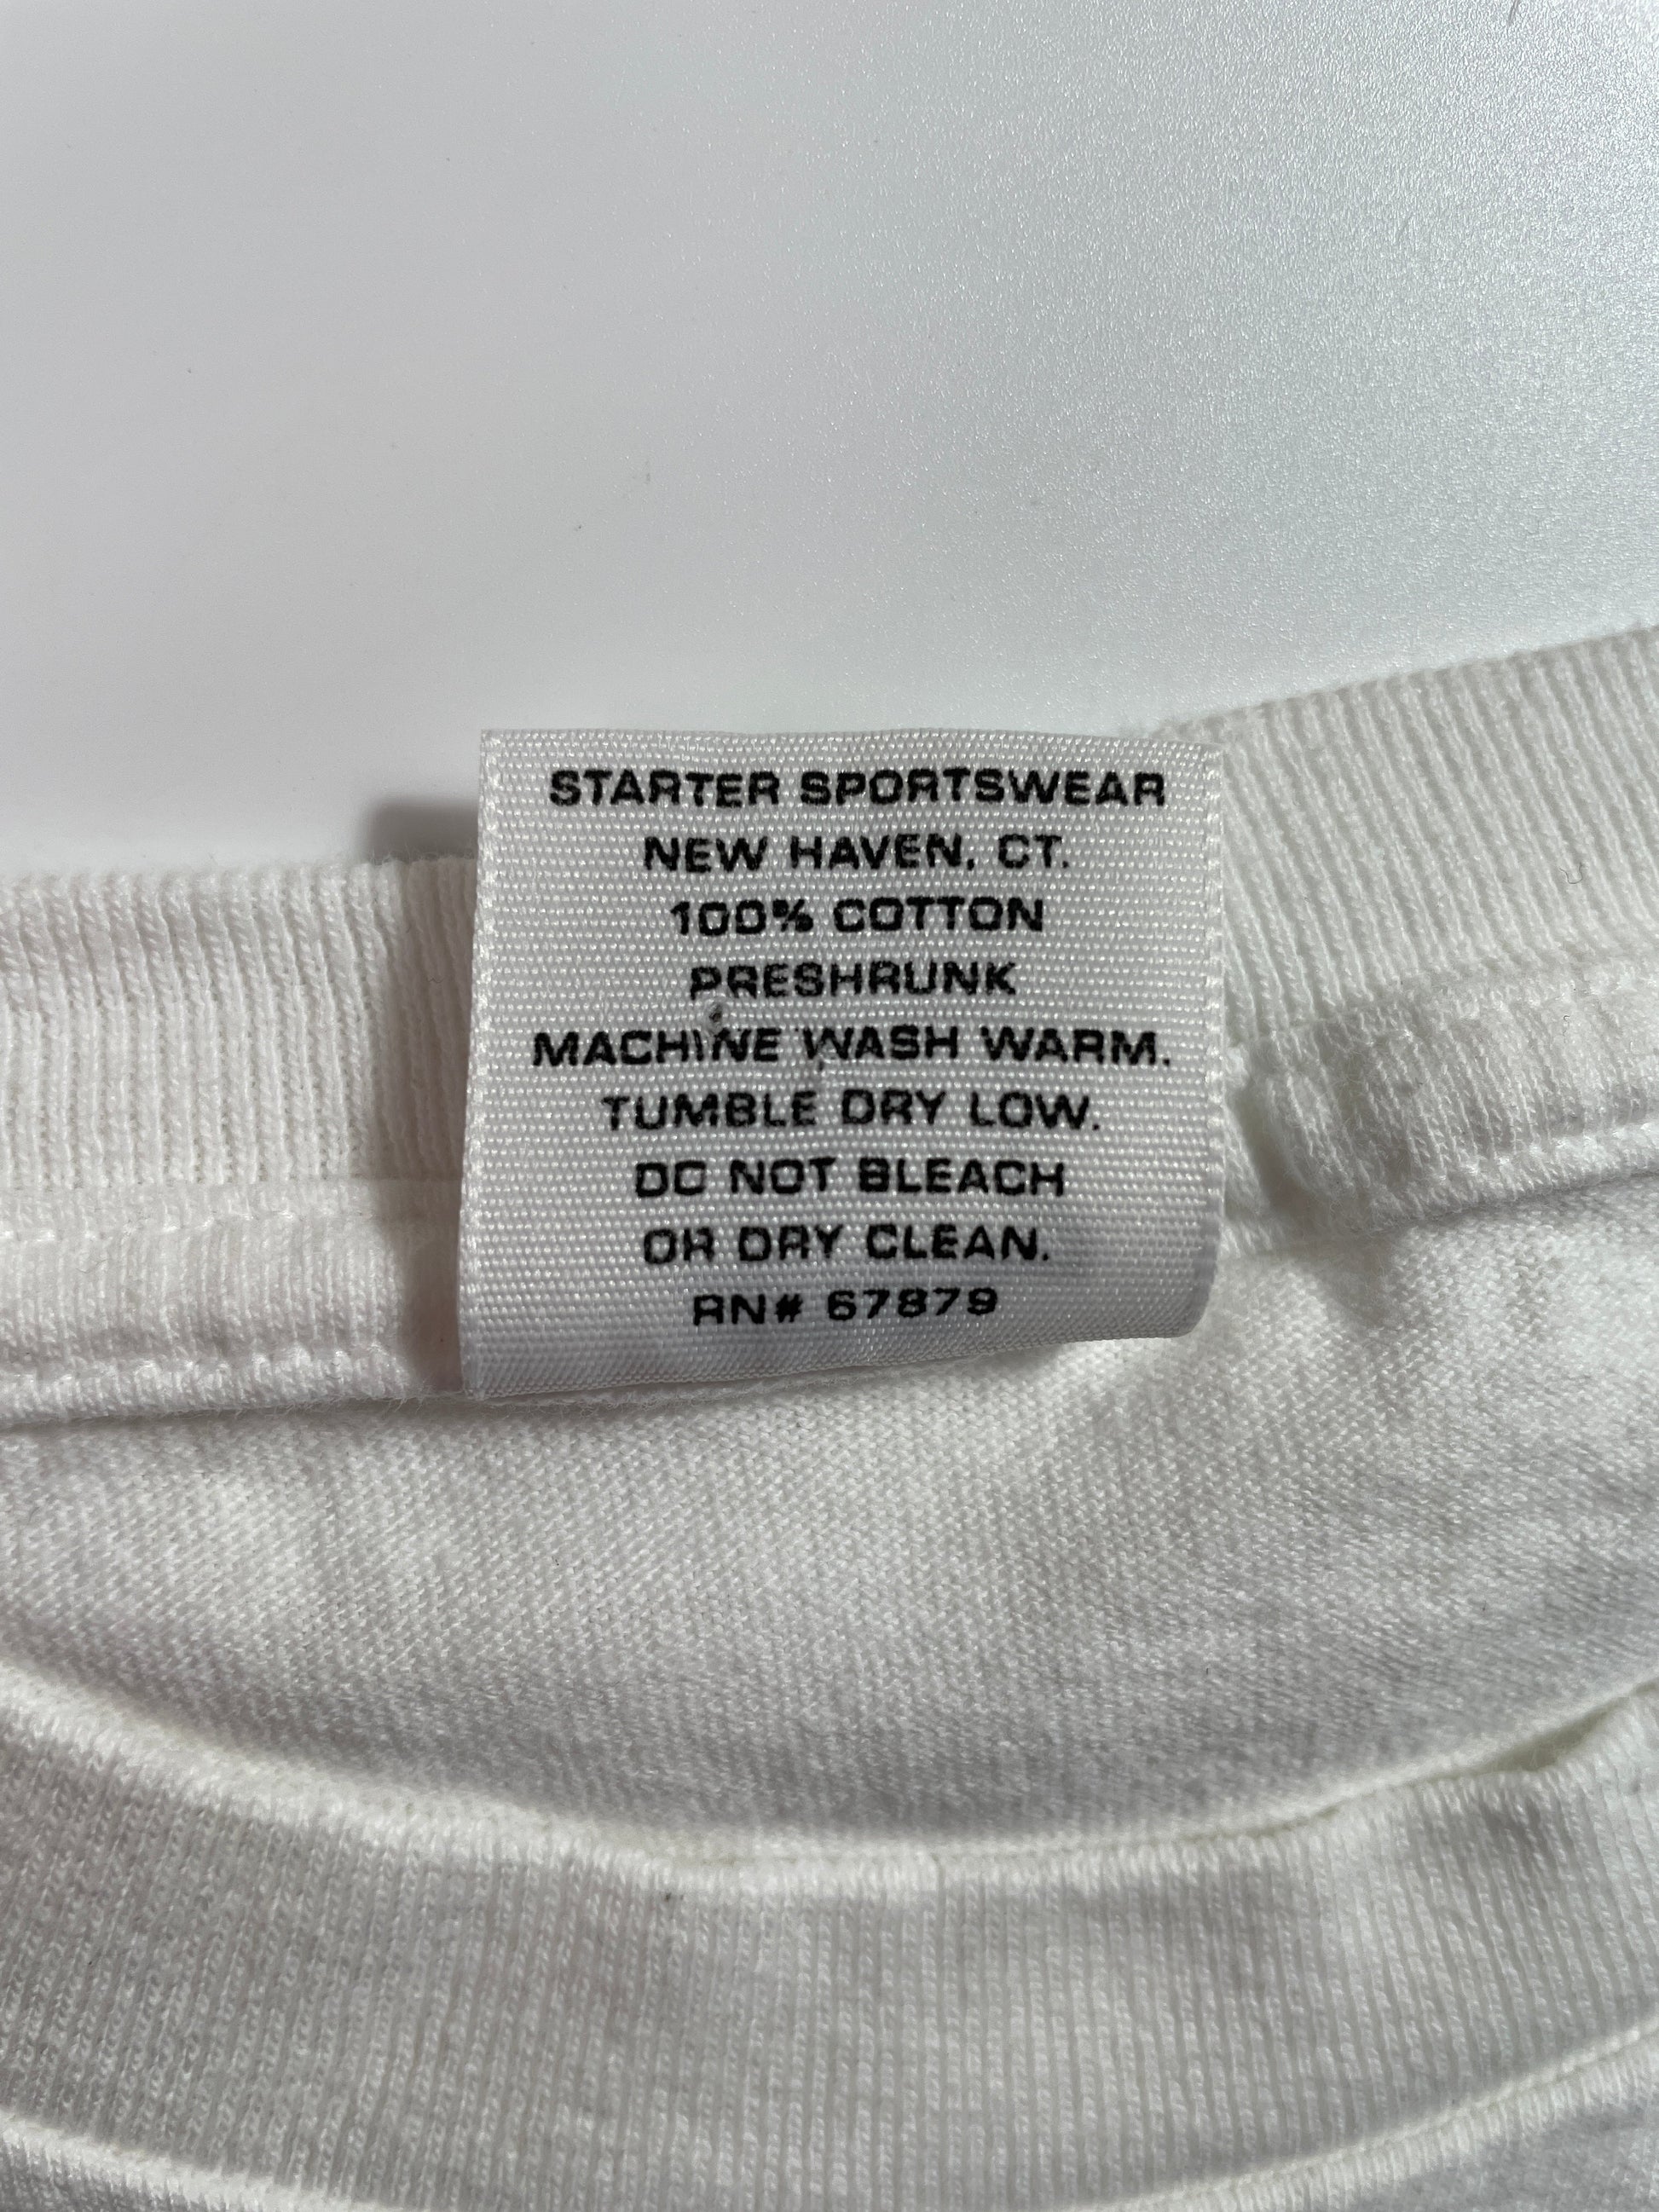 STARTER SPORTSWEAR
NEW HAVEN, CT.
100% COTTON
PRESHRUNK
MACHINE WASH WARM.
TUMBLE DRY LOW.
DO NOT BLEACH
OR DRY CLEAN.
RN# 67879